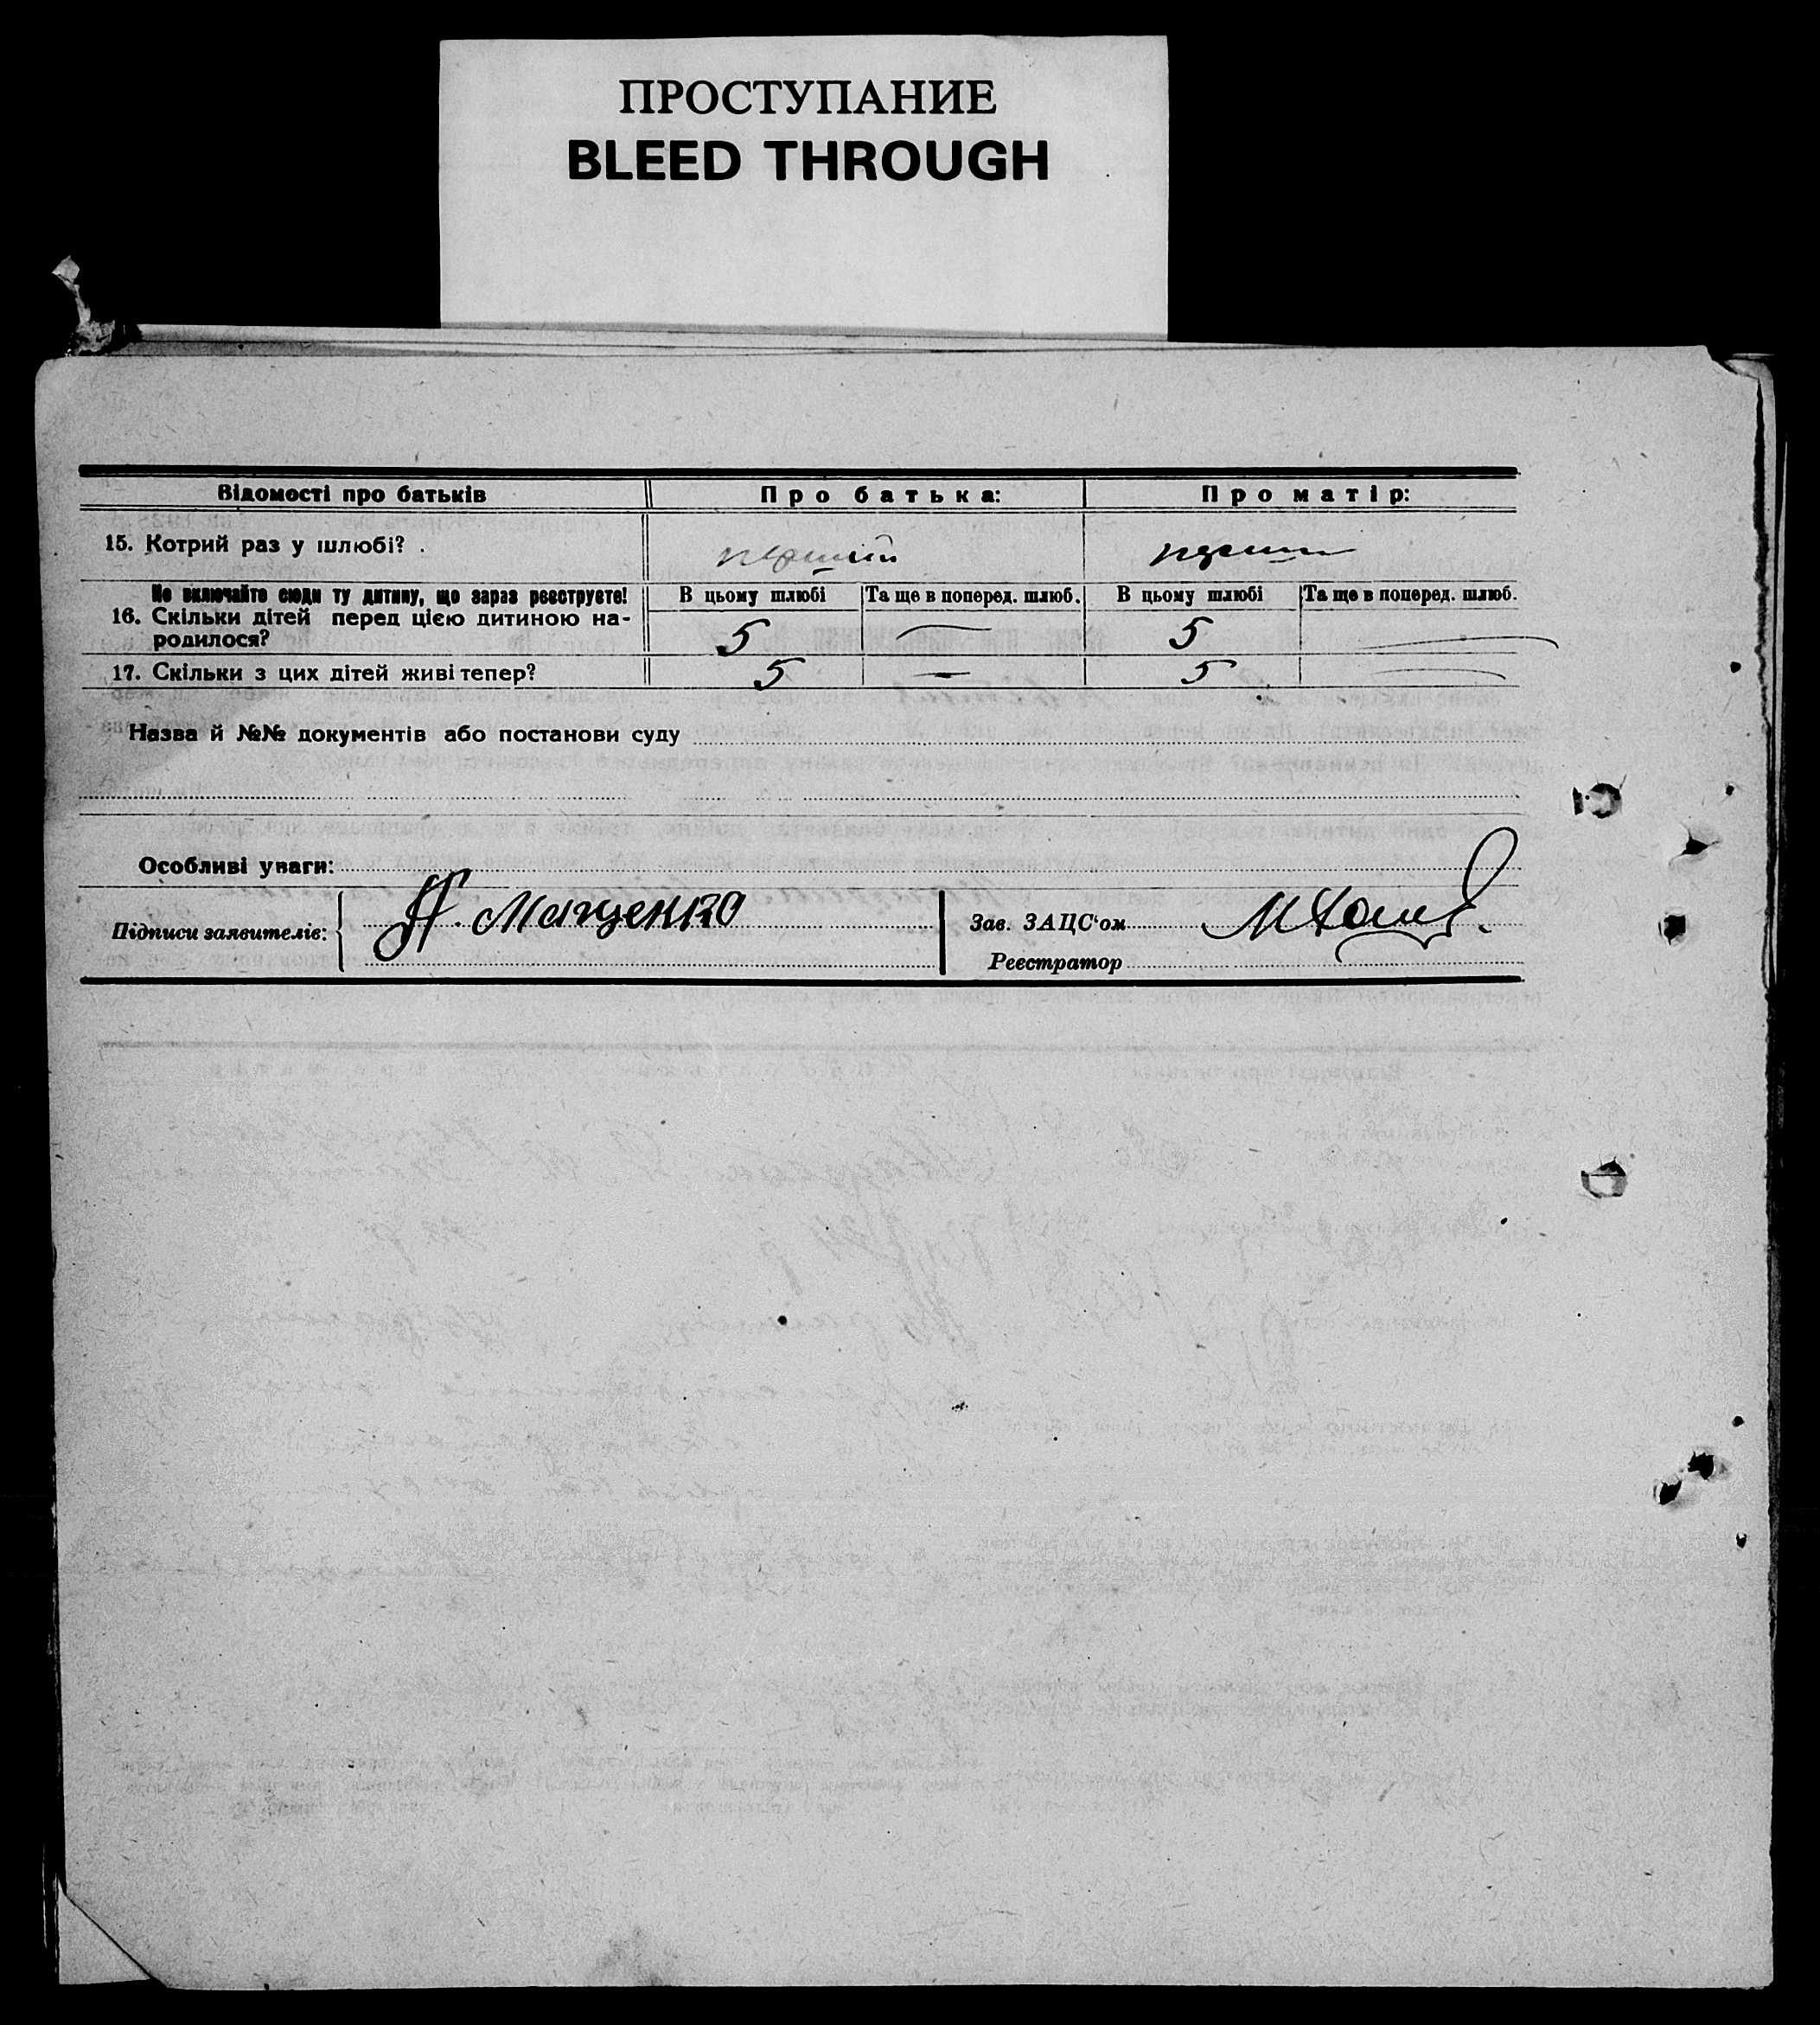 ПРОСТУПАНИЕ
BLEED THROUGH
Відомості про батьків Про батька: Про матір:
15. Котрий раз у шлюбі? . перший перший
Не включайте сюди ту дитину, що зараз реєструєте! В цьому шлюбі Та ще в поперед. шлюб. В цьому шлюбі Та ще в поперед. шлюб.
16. Скільки дітей перед цією дитиною на-
родилося? 5 — 5 —
17. Скільки з цих дітей живі тепер? 5 — 5 —
Назва й №№ документів або постанови суду
Особливі уваги:
Підписи заявителів: Маценко Зав. ЗАЦС'ом
Реєстратор